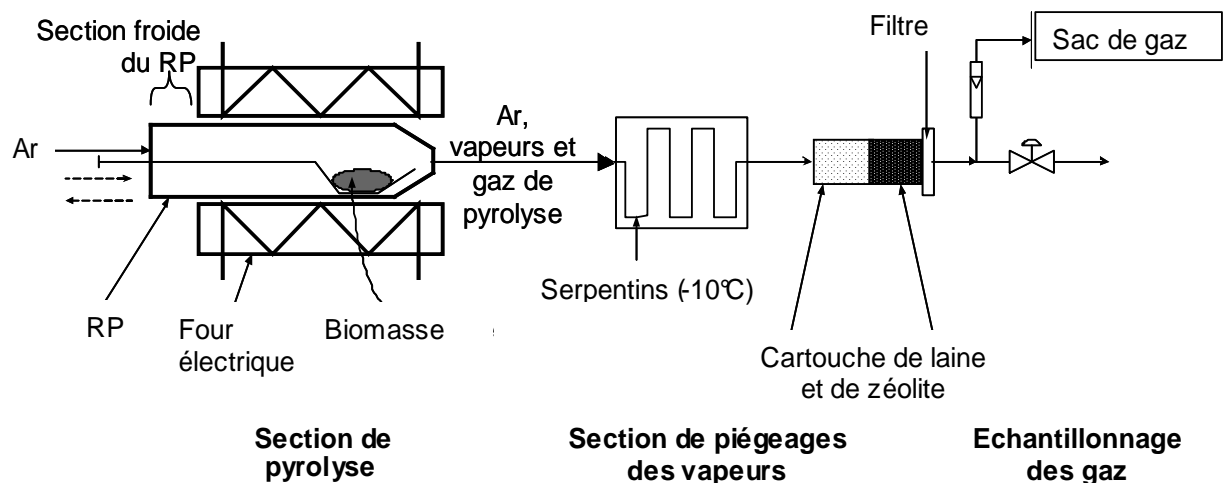 Section froide
du RP
Ar
Ar,
vapeurs et
gaz de
pyrolyse
Filtre
Sac de gaz
Serpentins (-10°C)
RP
Four
électrique
Biomasse
Cartouche de laine
et de zéolite
Section de
pyrolyse
Section de piégeages
des vapeurs
Echantillonnage
des gaz